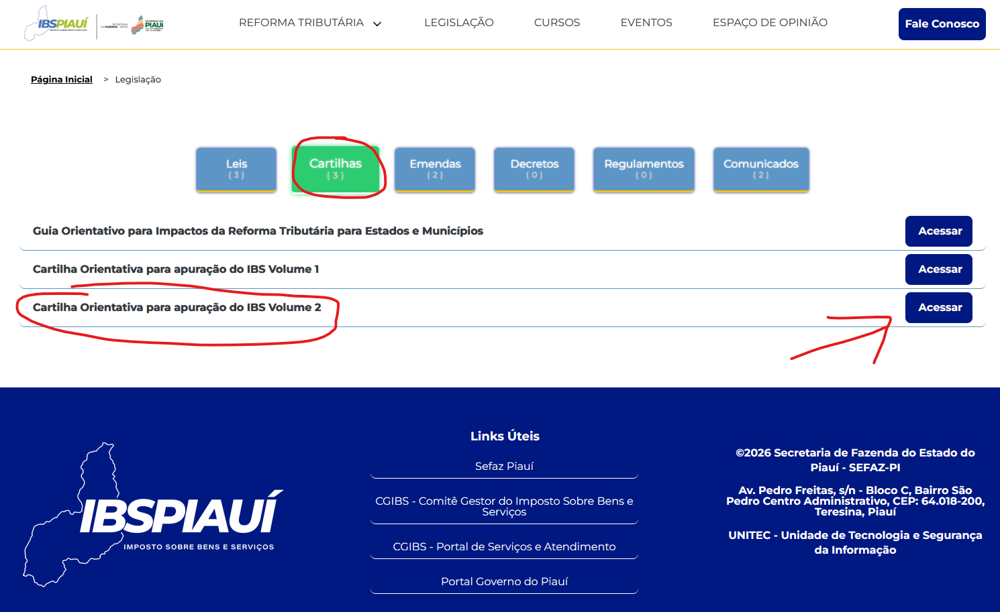 IBSPIAUÍ
IMPOSTO SOBRE BENS E SERVIÇOS
SECRETARIA
DA FAZENDA - SEFAZ
GOVERNO DO
PIAUÍ
REFORMA TRIBUTÁRIA
LEGISLAÇÃO
CURSOS
EVENTOS
ESPAÇO DE OPINIÃO
Fale Conosco
Página Inicial > Legislação
Leis
( 3 )
Cartilhas
( 3 )
Emendas
( 2 )
Decretos
( 0 )
Regulamentos
( 0 )
Comunicados
( 2 )
Guia Orientativo para Impactos da Reforma Tributária para Estados e Municípios
Acessar
Cartilha Orientativa para apuração do IBS Volume 1
Acessar
Cartilha Orientativa para apuração do IBS Volume 2
Acessar
IBSPIAUÍ
IMPOSTO SOBRE BENS E SERVIÇOS
Links Úteis
Sefaz Piauí
CGIBS - Comitê Gestor do Imposto Sobre Bens e
Serviços
CGIBS - Portal de Serviços e Atendimento
Portal Governo do Piauí
©2026 Secretaria de Fazenda do Estado do
Piauí - SEFAZ-PI
Av. Pedro Freitas, s/n - Bloco C, Bairro São
Pedro Centro Administrativo, CEP: 64.018-200,
Teresina, Piauí
UNITEC - Unidade de Tecnologia e Segurança
da Informação